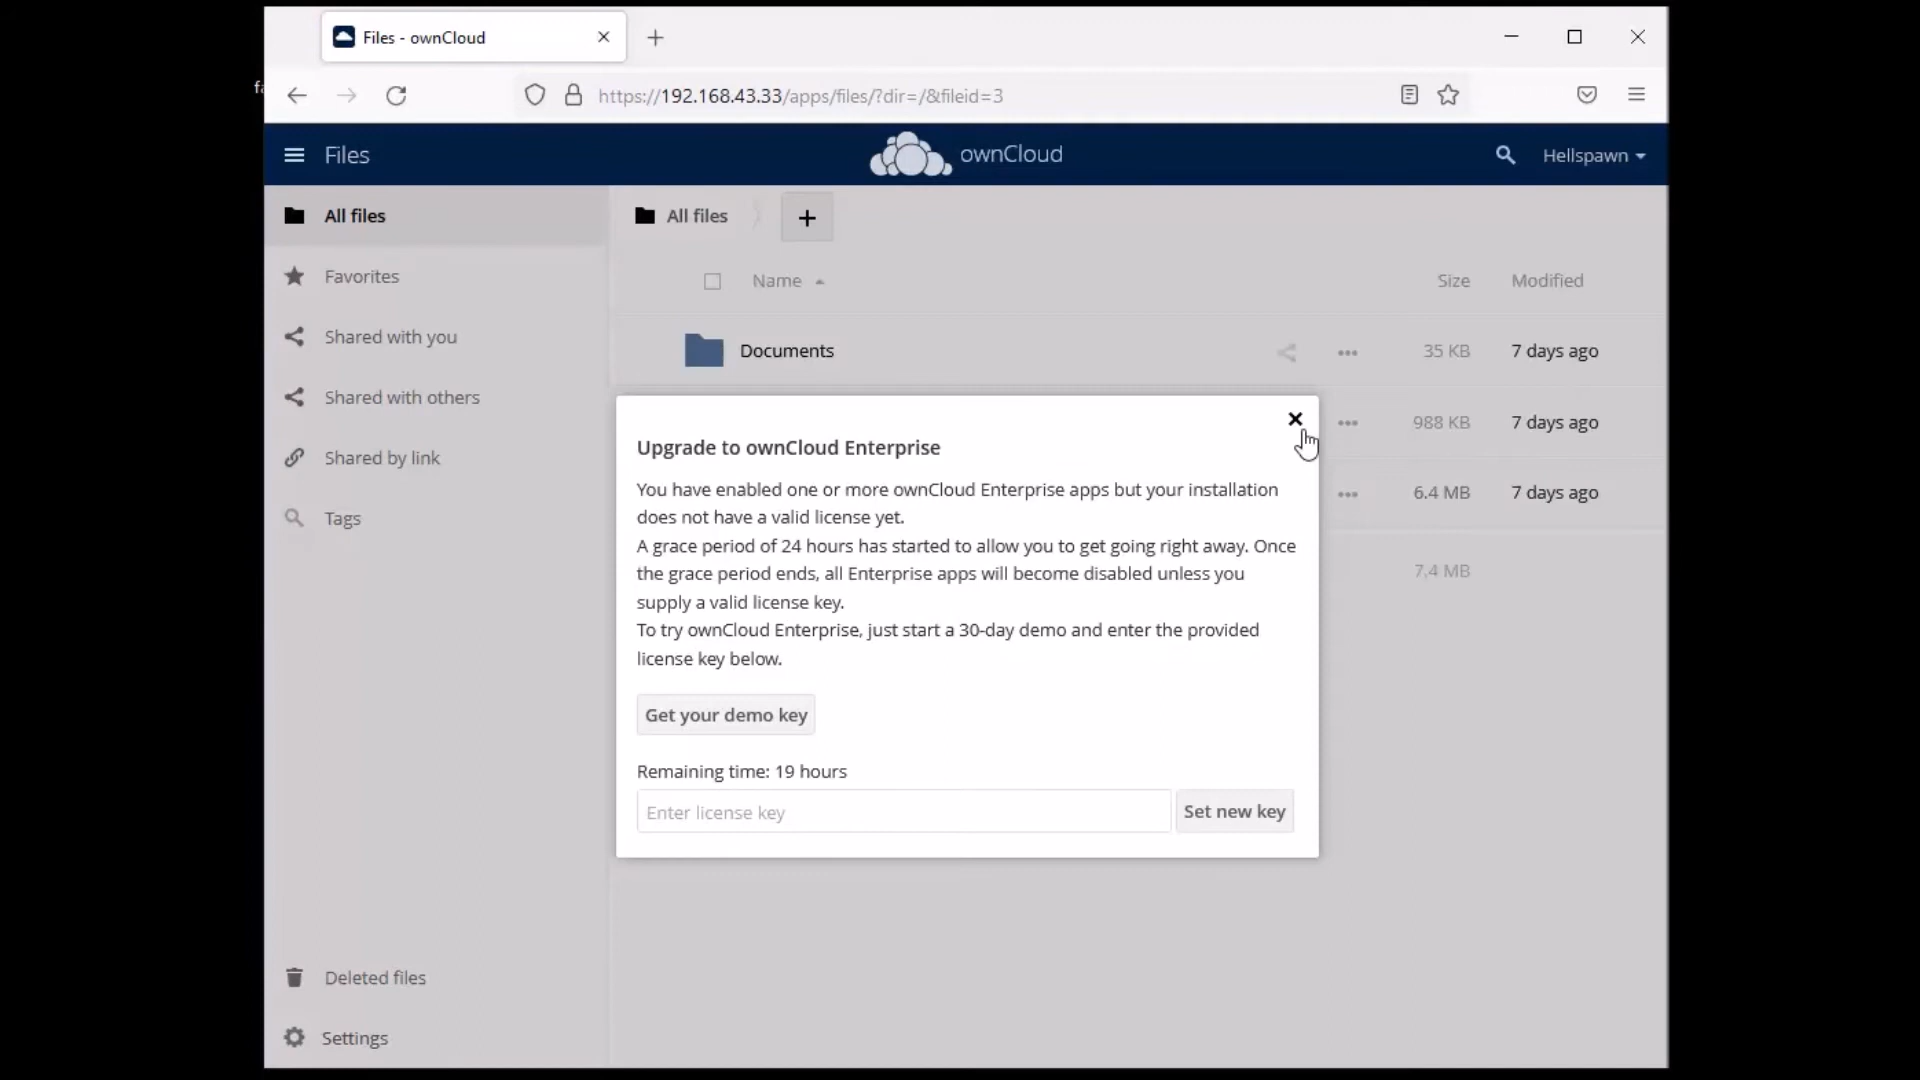 Files - ownCloud
https://192.168.43.33/apps/files/?dir=/&fileid=3
Files
ownCloud
Hellspawn
All files
Favorites
Shared with you
Shared with others
Shared by link
Tags
Deleted files
Settings
All files
Name Size Modified
Documents 35 KB 7 days ago
988 KB 7 days ago
6.4 MB 7 days ago
7.4 MB
Upgrade to ownCloud Enterprise
You have enabled one or more ownCloud Enterprise apps but your installation
does not have a valid license yet.
A grace period of 24 hours has started to allow you to get going right away. Once
the grace period ends, all Enterprise apps will become disabled unless you
supply a valid license key.
To try ownCloud Enterprise, just start a 30-day demo and enter the provided
license key below.
Get your demo key
Remaining time: 19 hours
Enter license key
Set new key